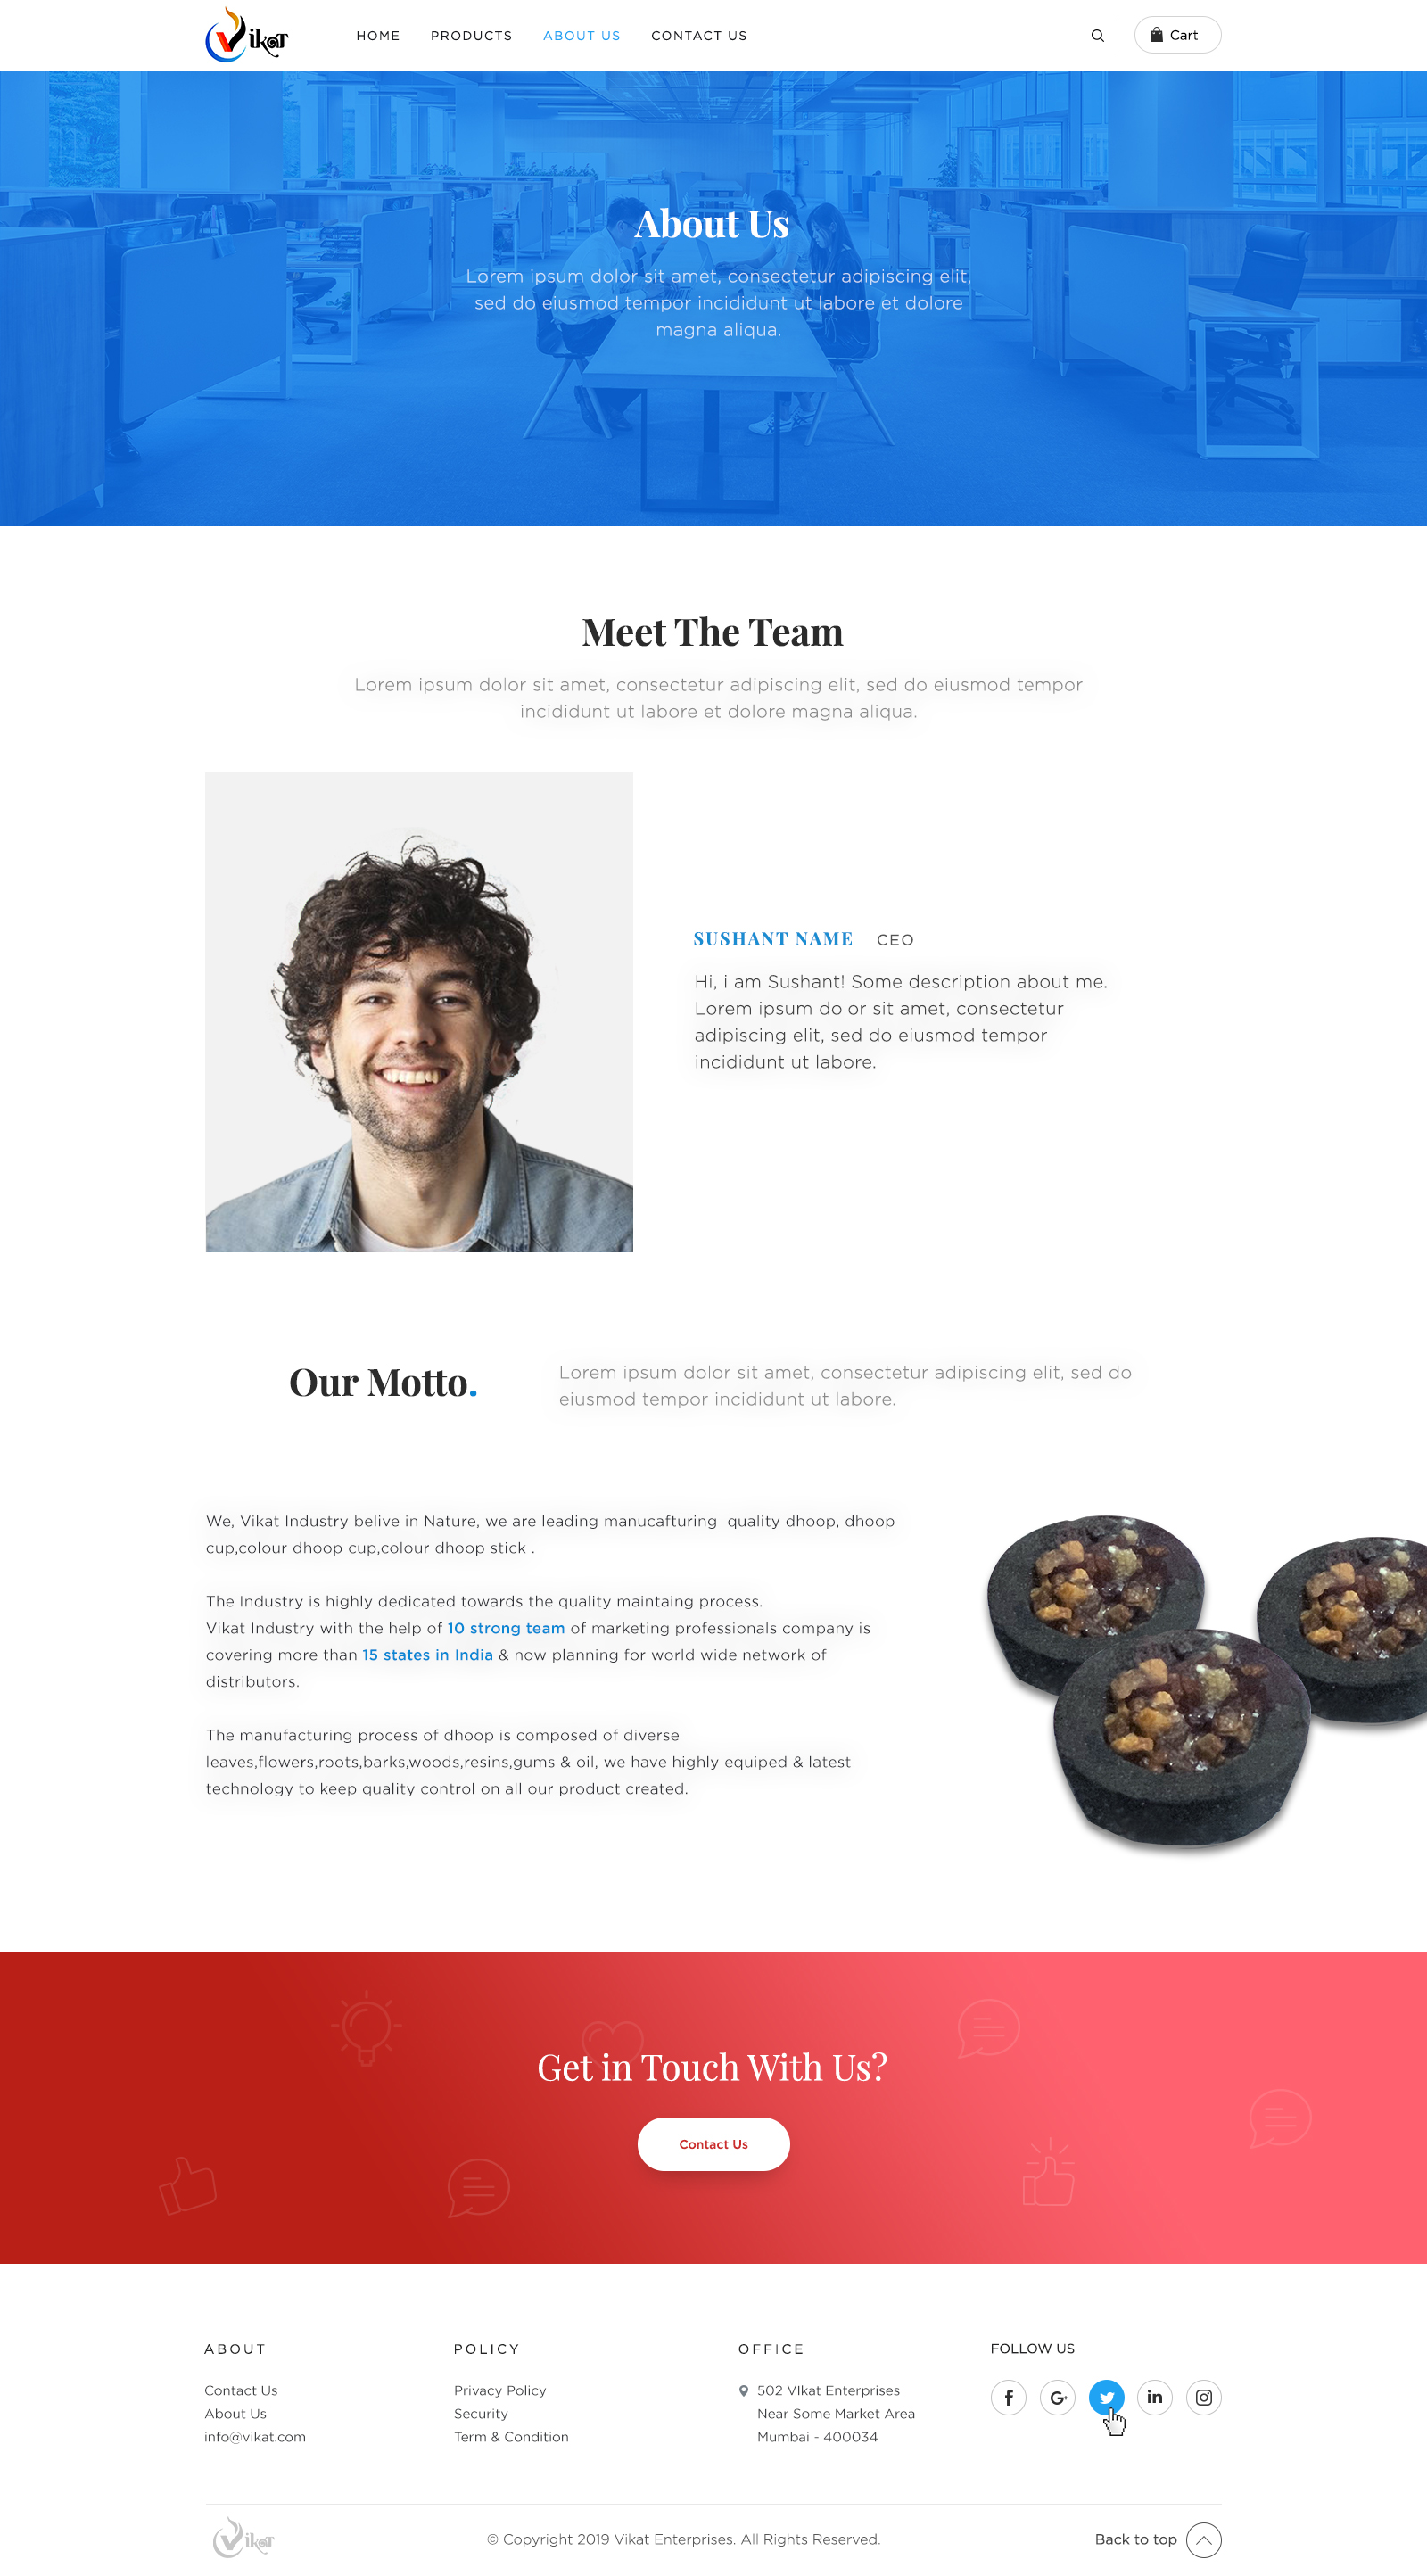 Vikat
HOME PRODUCTS ABOUT US CONTACT US
Cart
About Us
Lorem ipsum dolor sit amet, consectetur adipiscing elit,
sed do eiusmod tempor incididunt ut labore et dolore
magna aliqua.
Meet The Team
Lorem ipsum dolor sit amet, consectetur adipiscing elit, sed do eiusmod tempor
incididunt ut labore et dolore magna aliqua.
SUSHANT NAME CEO
Hi, i am Sushant! Some description about me.
Lorem ipsum dolor sit amet, consectetur
adipiscing elit, sed do eiusmod tempor
incididunt ut labore.
Our Motto.
Lorem ipsum dolor sit amet, consectetur adipiscing elit, sed do
eiusmod tempor incididunt ut labore.
We, Vikat Industry belive in Nature, we are leading manucafturing quality dhoop, dhoop
cup,colour dhoop cup,colour dhoop stick .
The Industry is highly dedicated towards the quality maintaing process.
Vikat Industry with the help of 10 strong team of marketing professionals company is
covering more than 15 states in India & now planning for world wide network of
distributors.
The manufacturing process of dhoop is composed of diverse
leaves,flowers,roots,barks,woods,resins,gums & oil, we have highly equiped & latest
technology to keep quality control on all our product created.
Get in Touch With Us?
Contact Us
ABOUT
Contact Us
About Us
info@vikat.com
POLICY
Privacy Policy
Security
Term & Condition
OFFICE
502 VIkat Enterprises
Near Some Market Area
Mumbai - 400034
FOLLOW US
Vikat
© Copyright 2019 Vikat Enterprises. All Rights Reserved.
Back to top